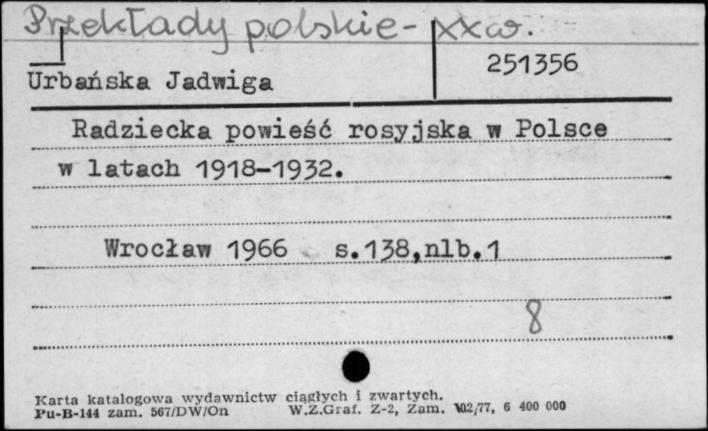 Przekłady polskie - XX w.
251356
Urbańska Jadwiga
Radziecka powieść rosyjska w Polsce
w latach 1918-1932.
Wrocław 1966 s.138,nlb.1
8
Karta katalogowa wydawnictw ciągłych i zwartych.
Pu-B-144 zam. 567/DW/On W.Z.Graf. Z-2, Zam. 102/77, 6 400 000